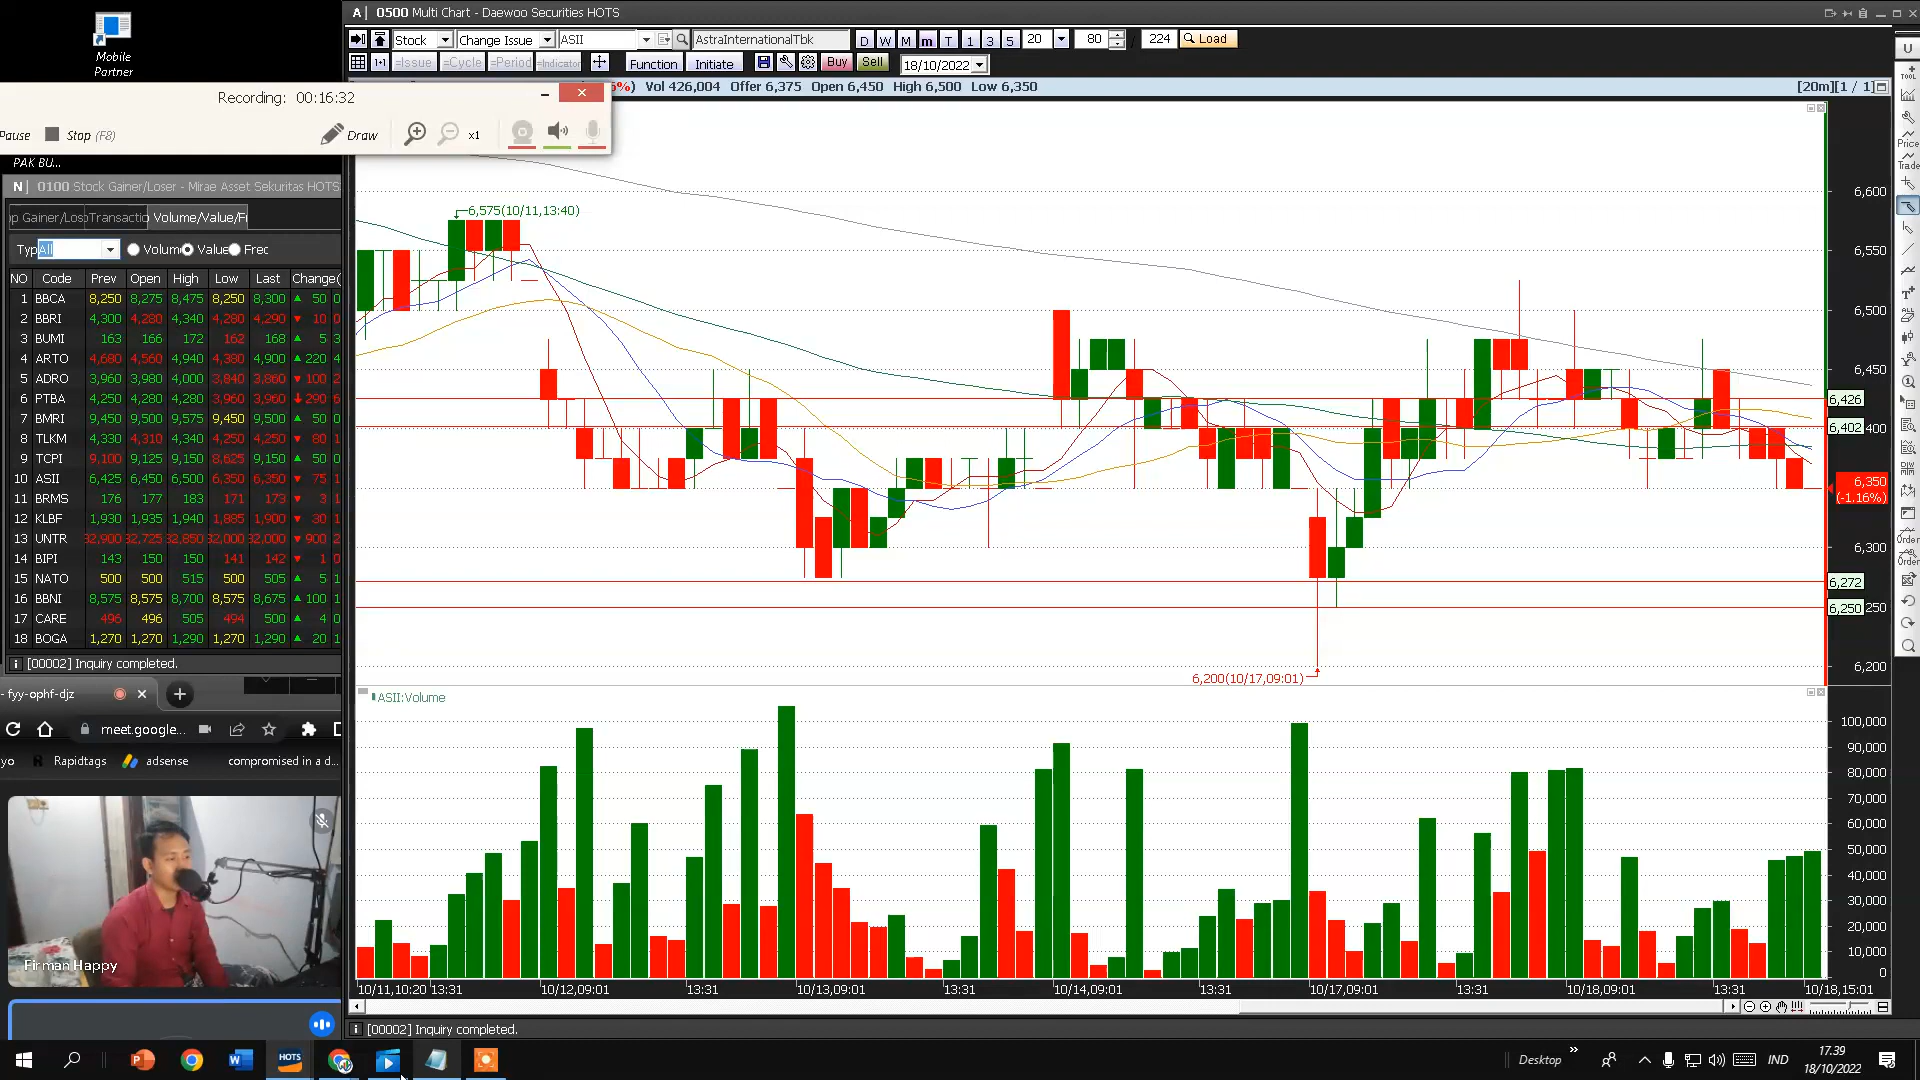 Mobile
Partner
A| 0500 Multi Chart - Daewoo Securities HOTS
Stock Change Issue ASII AstraInternationalTbk D W M m T 1 3 5 20 80 / 224 Load
=Issue =Cycle =Period =Indicator Function Initiate Buy Sell 18/10/2022
%) Vol 426,004 Offer 6,375 Open 6,450 High 6,500 Low 6,350 [20m][1 / 1]
Recording: 00:16:32
Pause Stop (F8) Draw x1
PAK BU...
N| 0100 Stock Gainer/Loser - Mirae Asset Sekuritas HOTS
p Gainer/Los Transactio Volume/Value/F
Typ All Volum Value Frec
NO Code Prev Open High Low Last Change(
1 BBCA 8,250 8,275 8,475 8,250 8,300 ▲ 50 0
2 BBRI 4,300 4,280 4,340 4,280 4,290 ▼ 10 0
3 BUMI 163 166 172 162 168 ▲ 5 3
4 ARTO 4,680 4,560 4,940 4,380 4,900 ▲ 220 4
5 ADRO 3,960 3,980 4,000 3,840 3,860 ▼ 100 2
6 PTBA 4,250 4,280 4,280 3,960 3,960 ↓ 290 6
7 BMRI 9,450 9,500 9,575 9,450 9,500 ▲ 50 0
8 TLKM 4,330 4,310 4,340 4,250 4,250 ▼ 80 1
9 TCPI 9,100 9,125 9,150 8,625 9,150 ▲ 50 0
10 ASII 6,425 6,450 6,500 6,350 6,350 ▼ 75 1
11 BRMS 176 177 183 171 173 ▼ 3 1
12 KLBF 1,930 1,935 1,940 1,885 1,900 ▼ 30 1
13 UNTR 32,900 32,725 32,850 32,000 32,000 ▼ 900 2
14 BIPI 143 150 150 141 142 ▼ 1 0
15 NATO 500 500 515 500 505 ▲ 5 1
16 BBNI 8,575 8,575 8,700 8,575 8,675 ▲ 100 1
17 CARE 496 496 505 494 500 ▲ 4 0
18 BOGA 1,270 1,270 1,290 1,270 1,290 ▲ 20 1
[00002] Inquiry completed.
- fyy-ophf-djz
meet.google...
yo Rapidtags adsense compromised in a d...
Firman Happy
6,575(10/11,13:40)
6,200(10/17,09:01)
6,600
6,550
6,500
6,450
6,426
6,402 400
6,350
(-1.16%)
6,300
6,272
6,250 250
6,200
ASII:Volume
100,000
90,000
80,000
70,000
60,000
50,000
40,000
30,000
20,000
10,000
0
10/11,10:20 13:31 10/12,09:01 13:31 10/13,09:01 13:31 10/14,09:01 13:31 10/17,09:01 13:31 10/18,09:01 13:31 10/18,15:01
[00002] Inquiry completed.
U
TOOL
Price
Trade
DIV
Order
Order
HOTS
Desktop
IND
17.39
18/10/2022